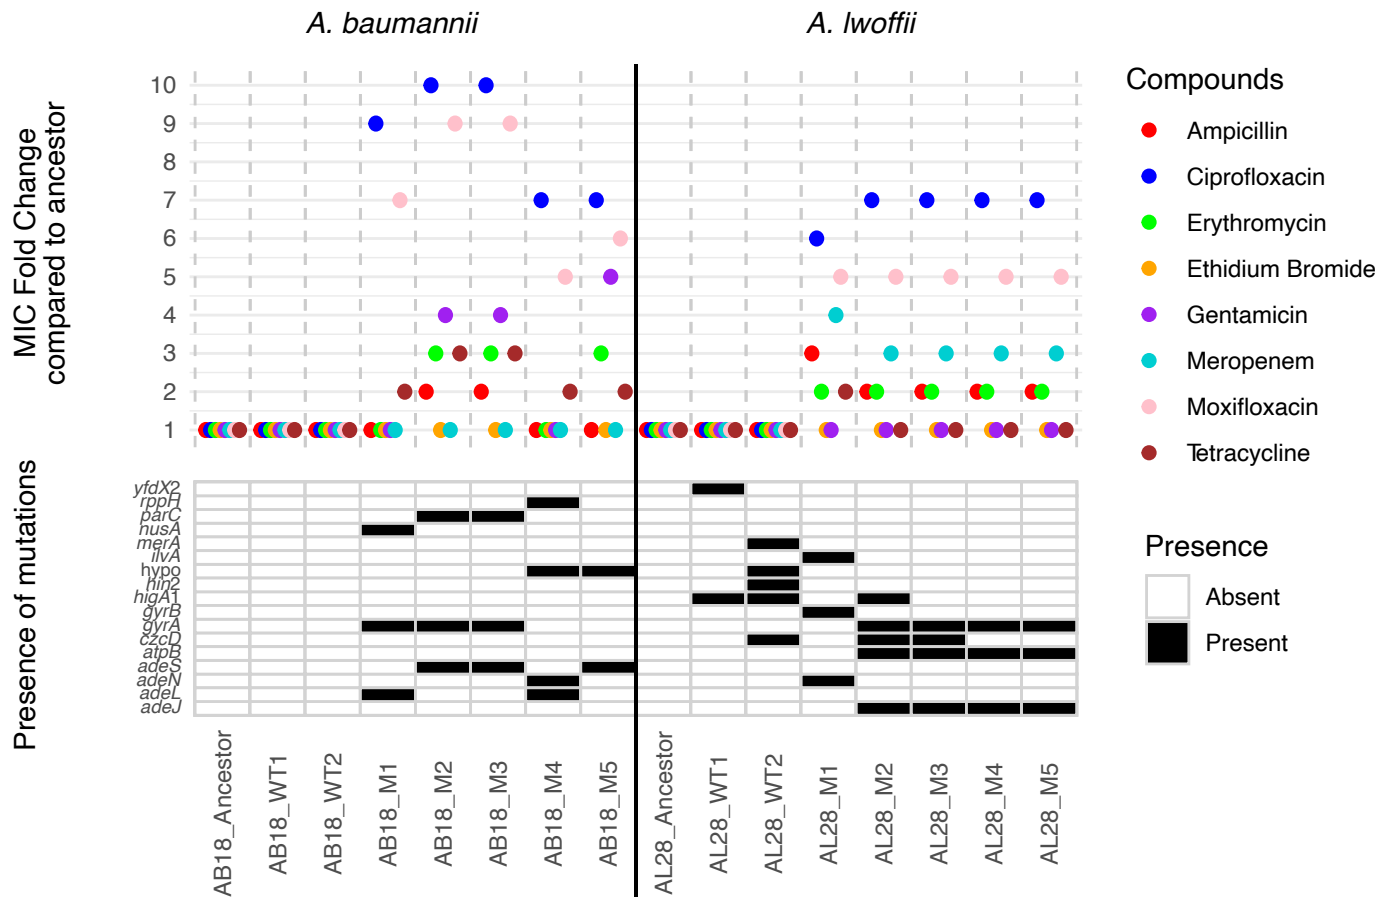 A. baumannii
A. lwoffii
MIC Fold Change
compared to ancestor
10
9
8
7
6
5
4
3
2
1
Compounds
Ampicillin
Ciprofloxacin
Erythromycin
Ethidium Bromide
Gentamicin
Meropenem
Moxifloxacin
Tetracycline
Presence of mutations
yfdX2
rppH
parC
nusA
merA
ilvA
hypo
hin2
higA1
gyrB
gyrA
czcD
atpB
adeS
adeN
adeL
adeJ
Presence
Absent
Present
AB18_Ancestor
AB18_WT1
AB18_WT2
AB18_M1
AB18_M2
AB18_M3
AB18_M4
AB18_M5
AL28_Ancestor
AL28_WT1
AL28_WT2
AL28_M1
AL28_M2
AL28_M3
AL28_M4
AL28_M5